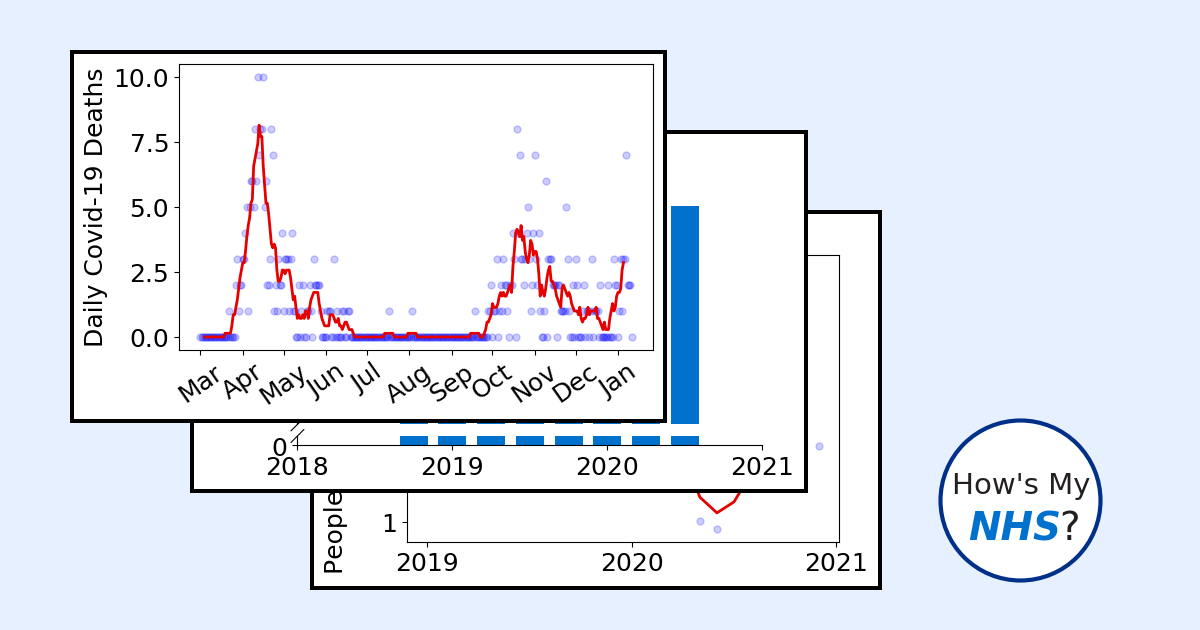 Daily Covid-19 Deaths
10.0
7.5
5.0
2.5
0.0
Mar Apr May Jun Jul Aug Sep Oct Nov Dec Jan
0
2018 2019 2020 2021
People
1
2019 2020 2021
How's My
NHS?